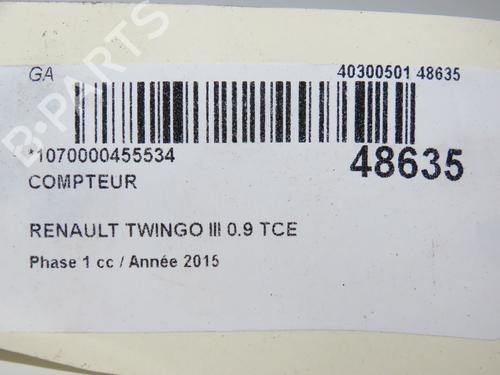 GA 40300501 48635
*1070000455534 48635
COMPTEUR
RENAULT TWINGO III 0.9 TCE
Phase 1 cc / Année 2015
B-PARTS